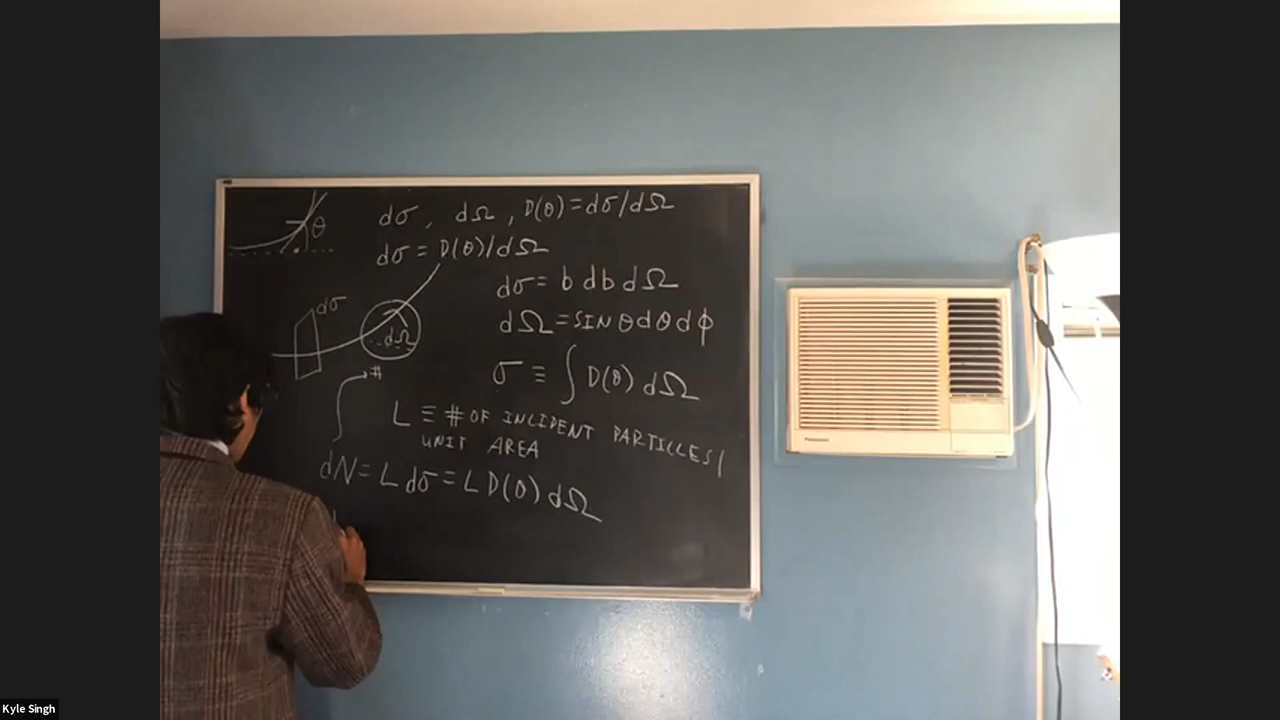 θ
dσ, dΩ, D(θ)=dσ/dΩ
dσ = D(θ)/dΩ
dσ = b db dΩ
dσ
dΩ
dΩ = SIN θ dθ dϕ
σ ≡ ∫ D(θ) dΩ
#
L ≡ # OF INCIDENT PARTICLES/
UNIT AREA
dN = L dσ = L D(θ) dΩ
Panasonic
Kyle Singh